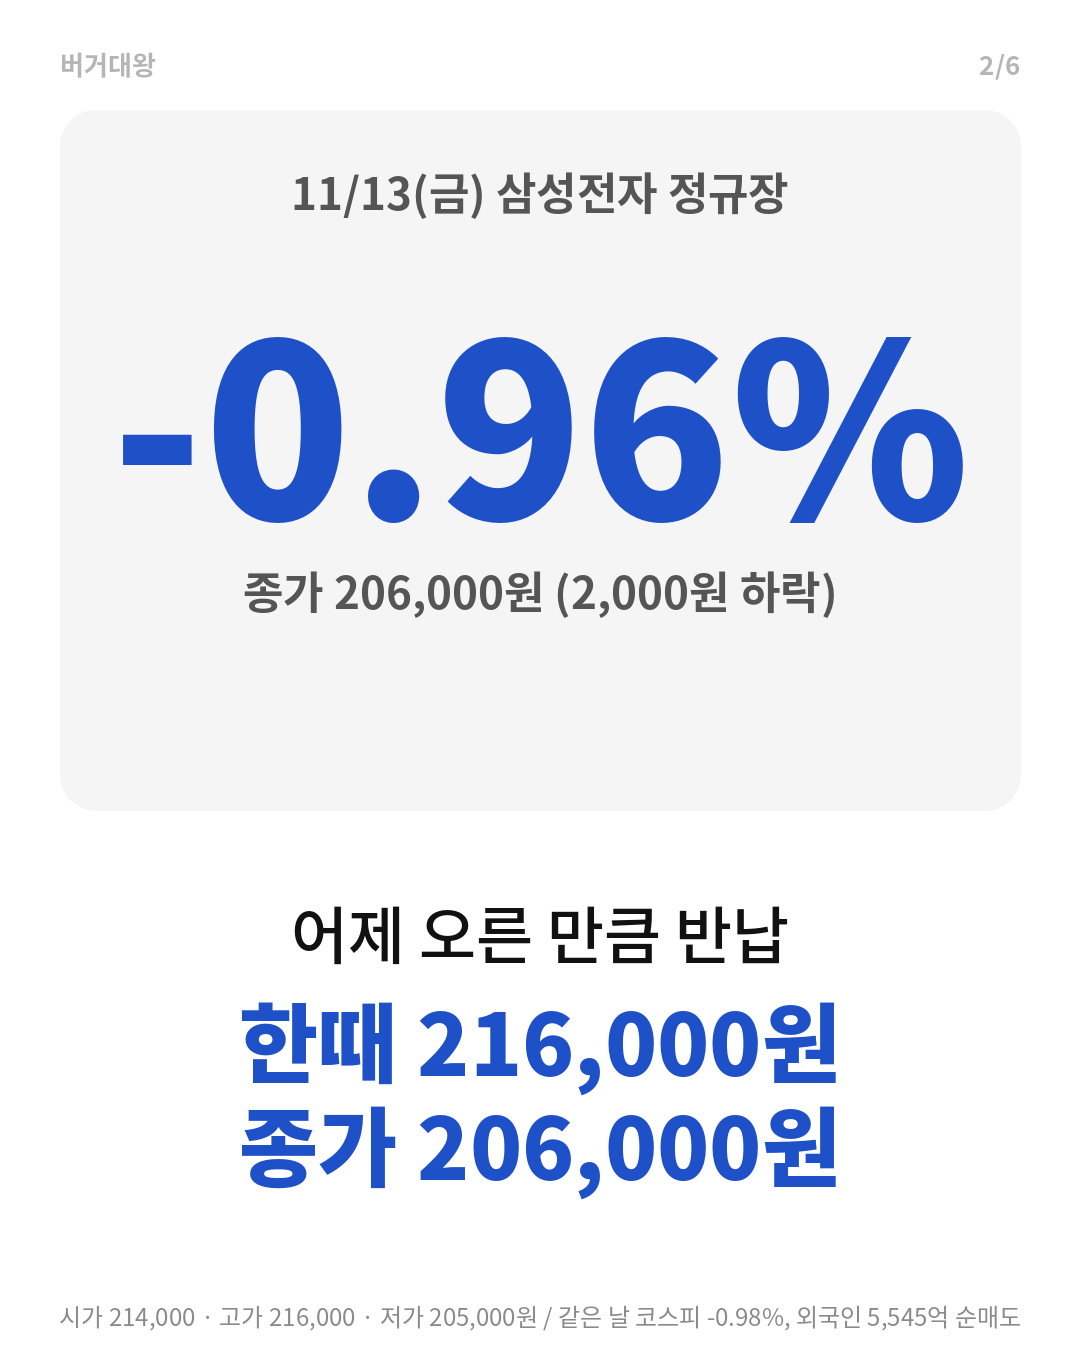 버거대왕
2/6
11/13(금) 삼성전자 정규장
-0.96%
종가 206,000원 (2,000원 하락)
어제 오른 만큼 반납
한때 216,000원
종가 206,000원
시가 214,000 · 고가 216,000 · 저가 205,000원 / 같은 날 코스피 -0.98%, 외국인 5,545억 순매도